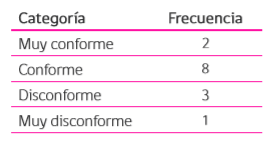 Categoría Frecuencia
Muy conforme 2
Conforme 8
Disconforme 3
Muy disconforme 1